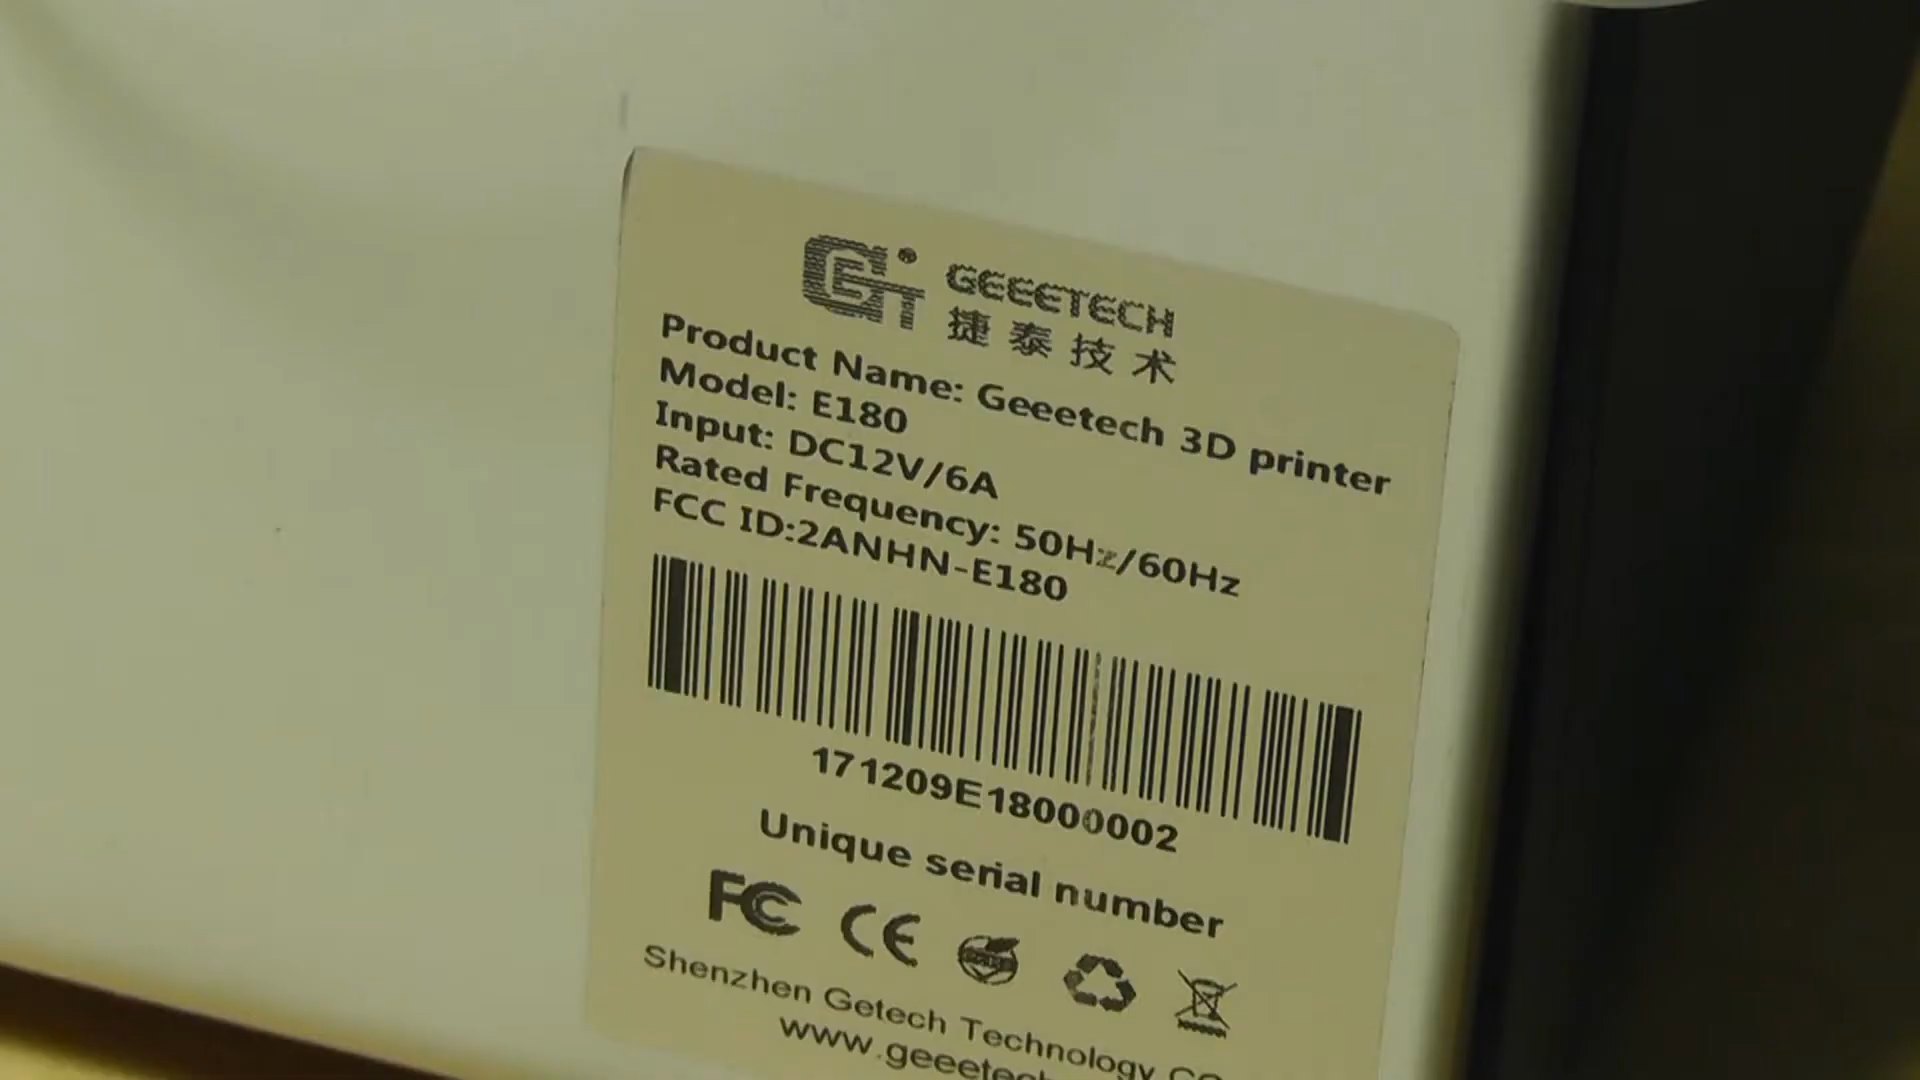 GT® GEEETECH
捷泰技术
Product Name: Geeetech 3D printer
Model: E180
Input: DC12V/6A
Rated Frequency: 50Hz/60Hz
FCC ID:2ANHN-E180
171209E18000002
Unique serial number
FC CE
Shenzhen Getech Technology CO
www.geeetech